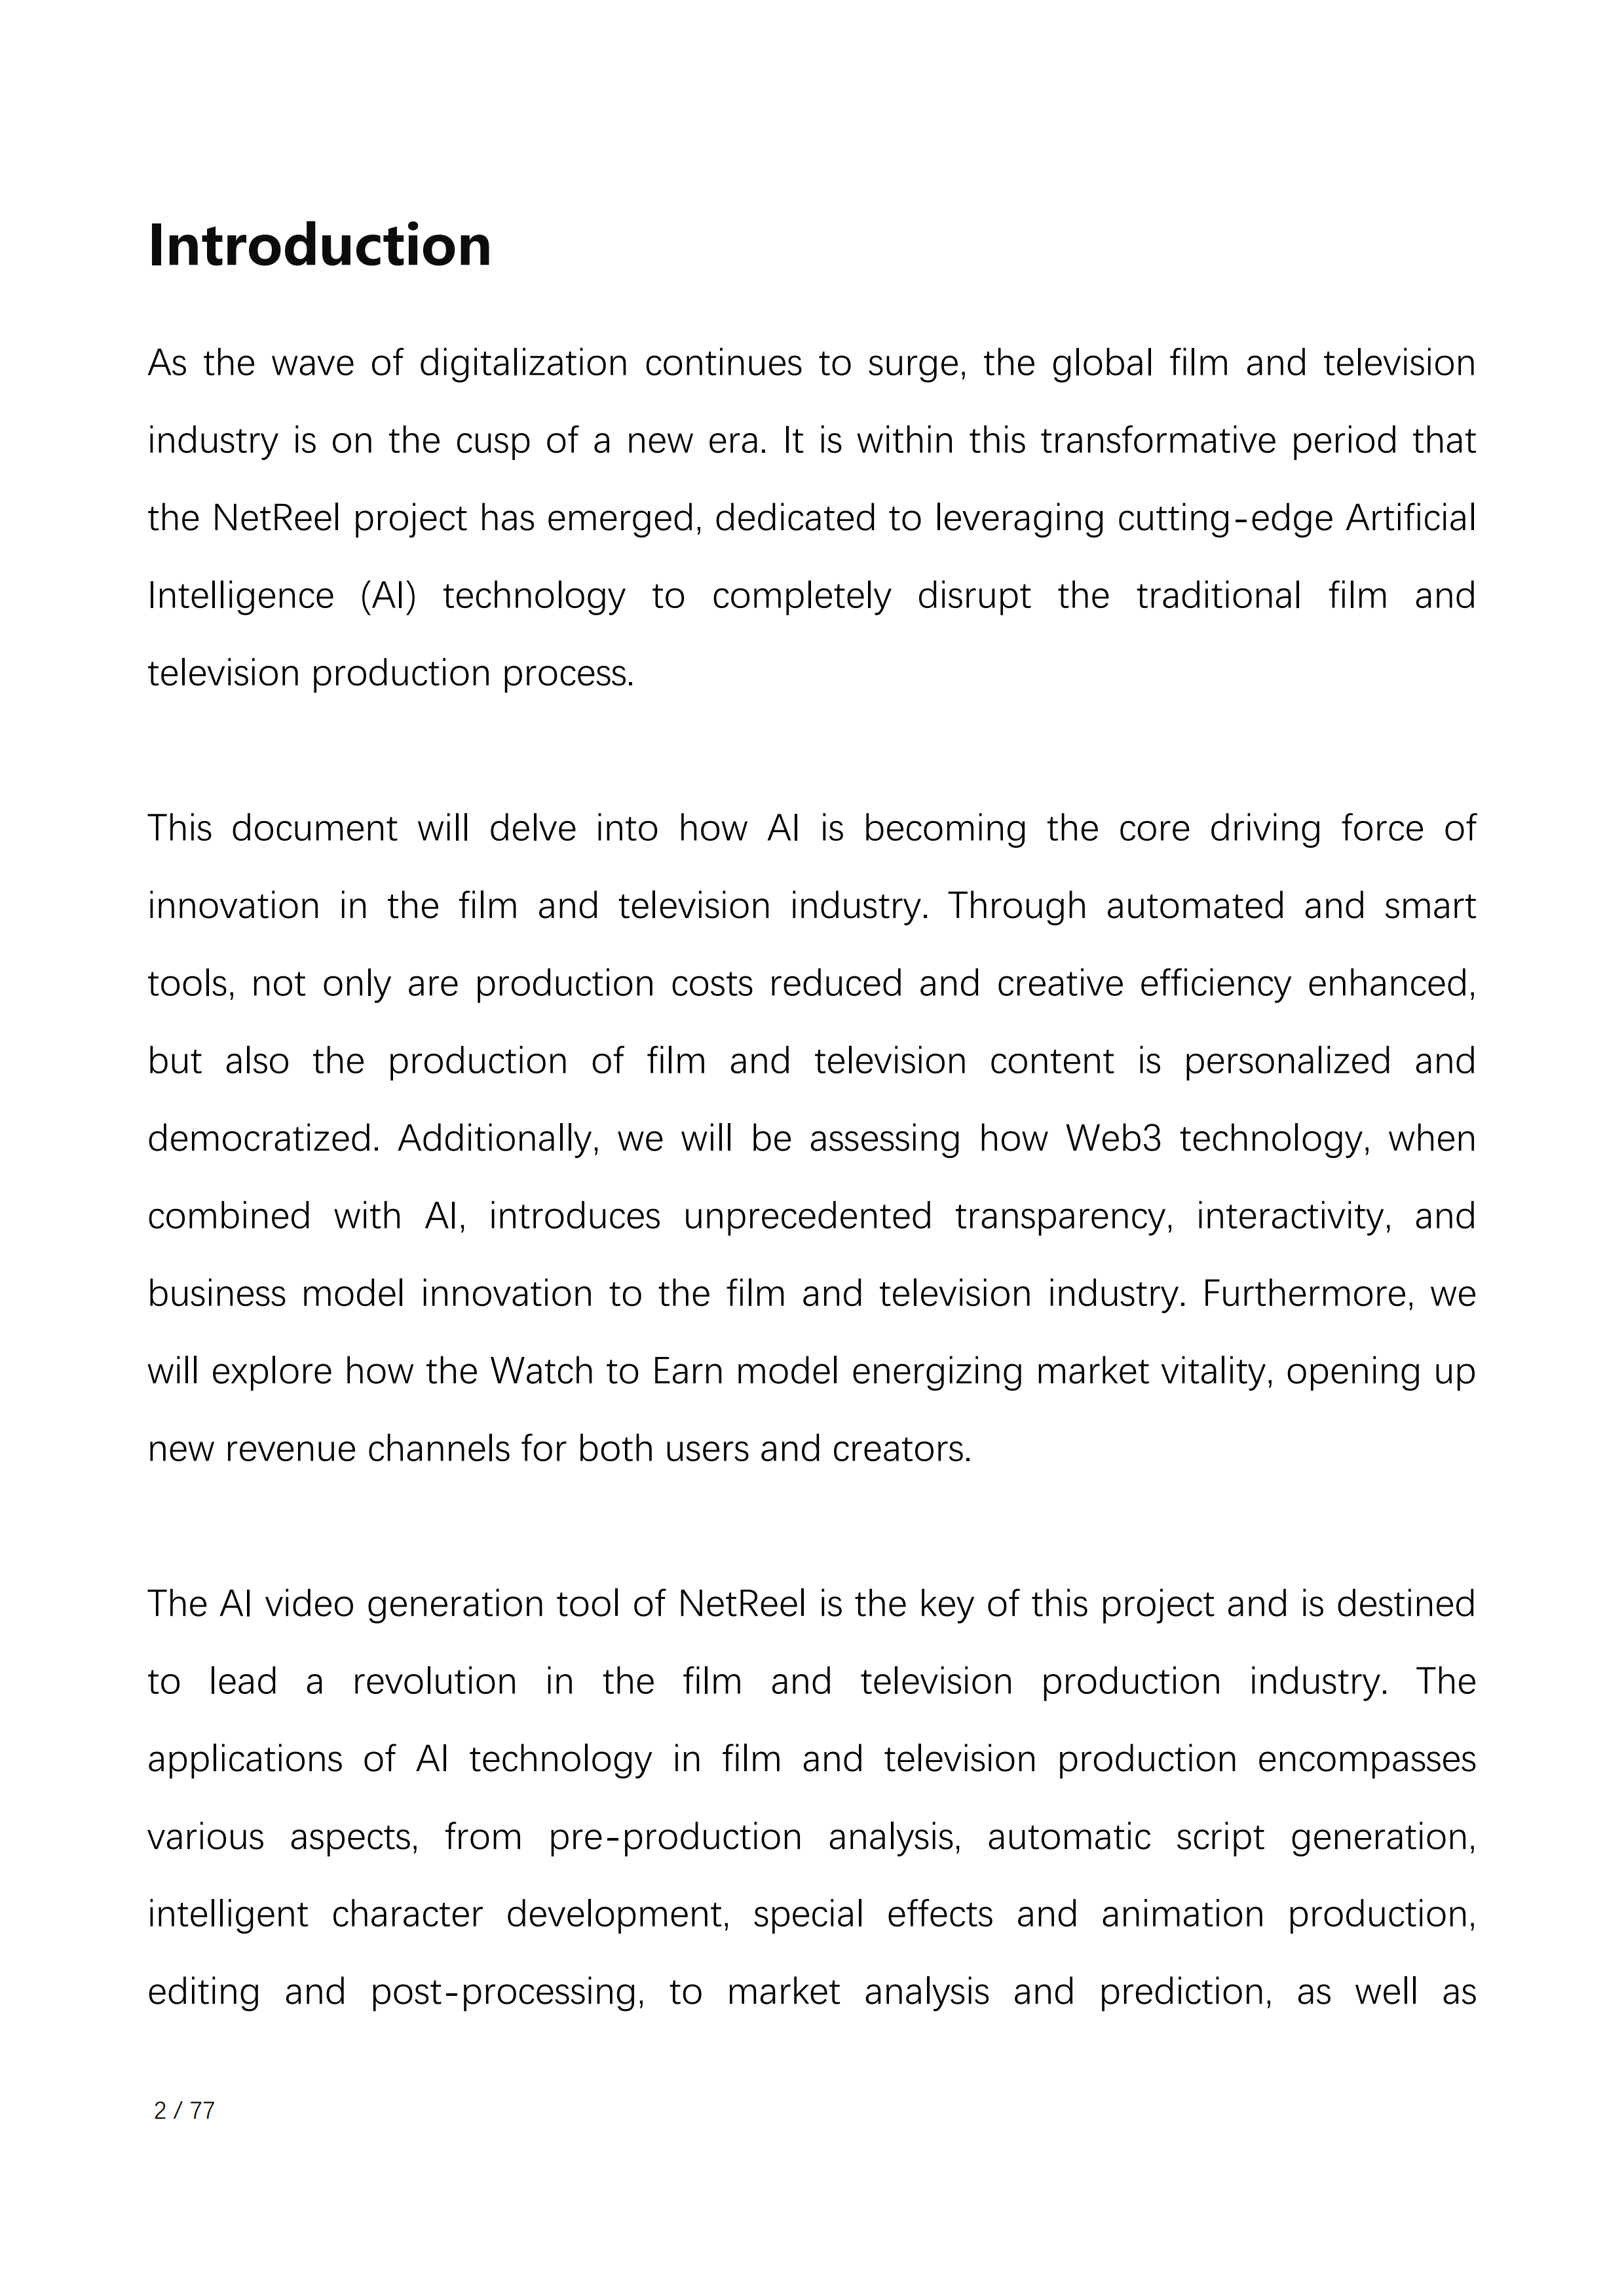 Introduction
As the wave of digitalization continues to surge, the global film and television
industry is on the cusp of a new era. It is within this transformative period that
the NetReel project has emerged, dedicated to leveraging cutting-edge Artificial
Intelligence (AI) technology to completely disrupt the traditional film and
television production process.
This document will delve into how AI is becoming the core driving force of
innovation in the film and television industry. Through automated and smart
tools, not only are production costs reduced and creative efficiency enhanced,
but also the production of film and television content is personalized and
democratized. Additionally, we will be assessing how Web3 technology, when
combined with AI, introduces unprecedented transparency, interactivity, and
business model innovation to the film and television industry. Furthermore, we
will explore how the Watch to Earn model energizing market vitality, opening up
new revenue channels for both users and creators.
The AI video generation tool of NetReel is the key of this project and is destined
to lead a revolution in the film and television production industry. The
applications of AI technology in film and television production encompasses
various aspects, from pre-production analysis, automatic script generation,
intelligent character development, special effects and animation production,
editing and post-processing, to market analysis and prediction, as well as
2 / 77